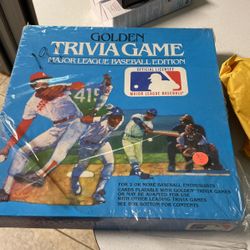 GOLDEN
TRIVIA GAME
MAJOR LEAGUE BASEBALL EDITION
OFFICIAL LICENSEE
MAJOR LEAGUE BASEBALL
45
FOR 2 OR MORE BASEBALL ENTHUSIASTS
CARDS PLAYABLE WITH GOLDEN TRIVIA GAMES
OR MAY BE ADAPTED FOR USE
WITH OTHER LEADING TRIVIA GAMES
SEE BOX BOTTOM FOR CONTENTS